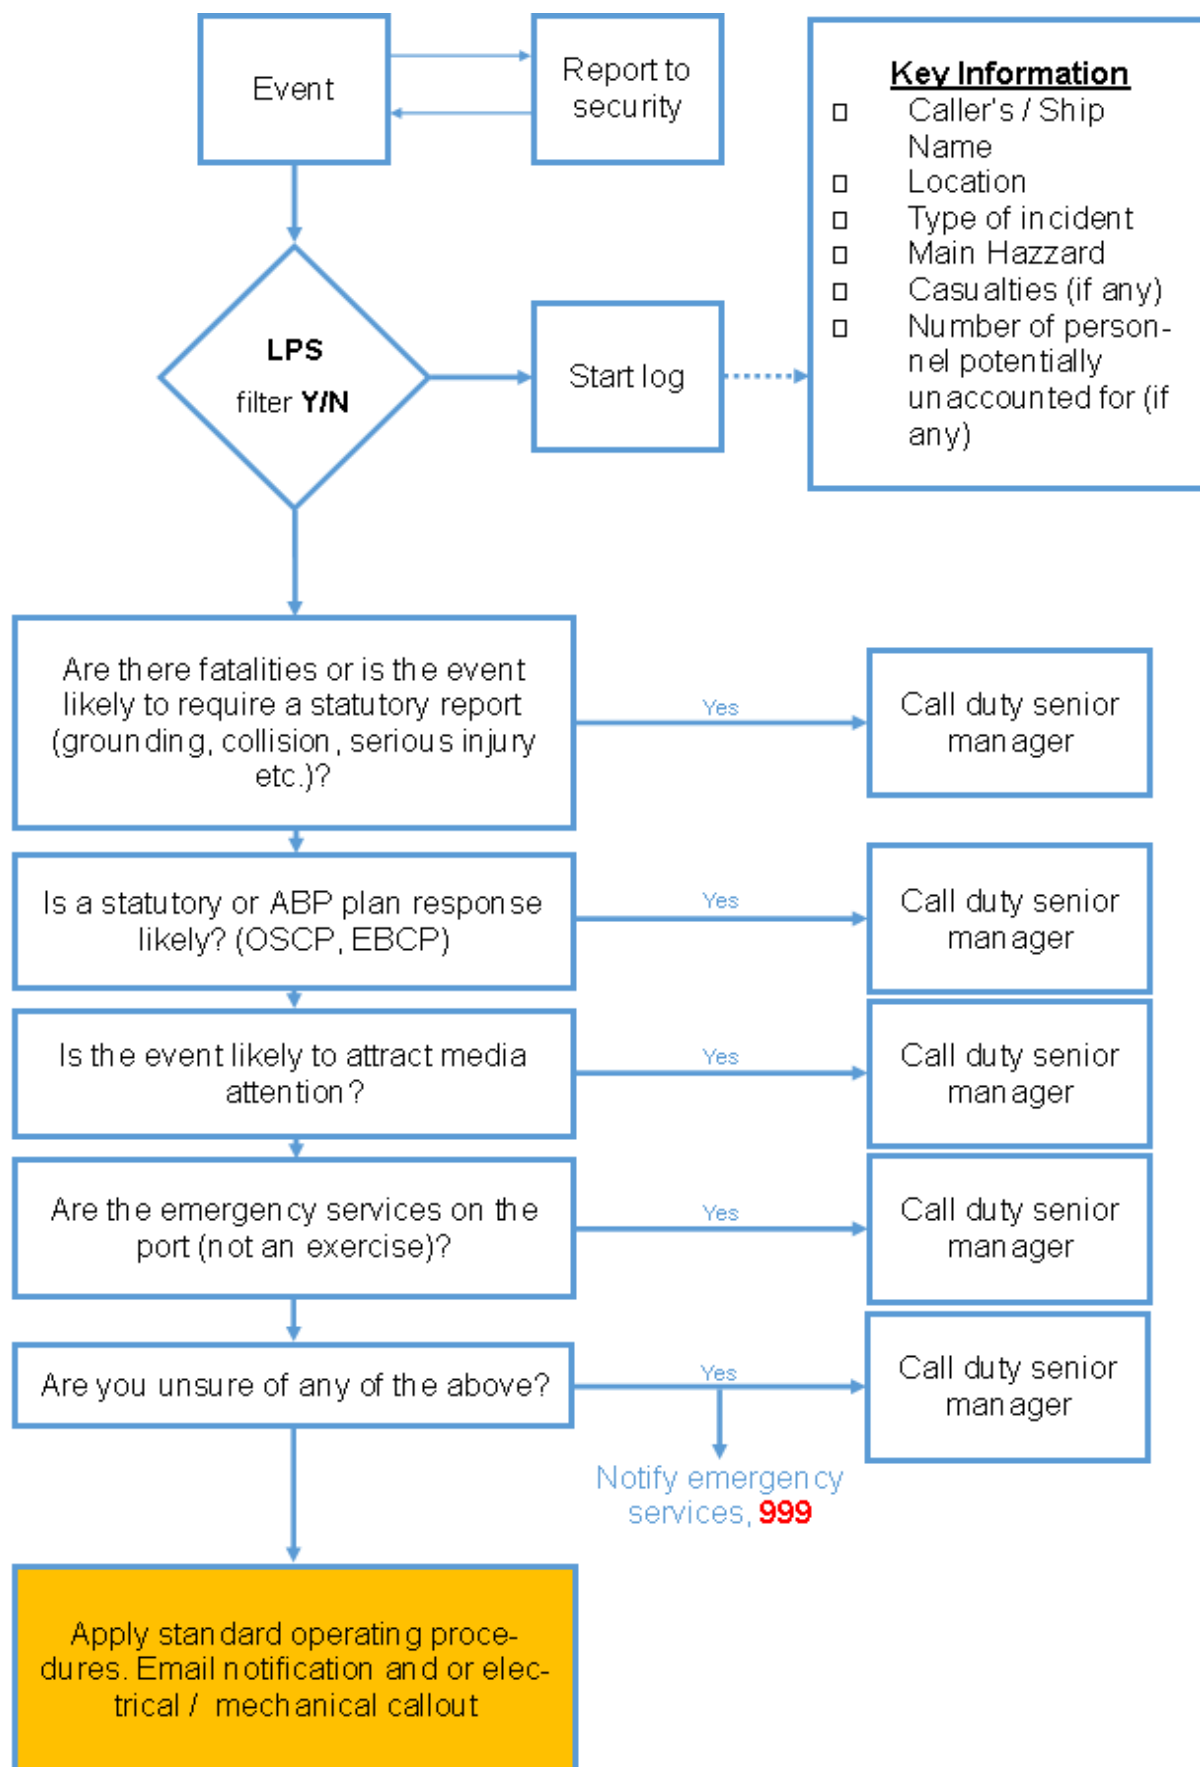 Event
Report to
security
Key Information
Caller's / Ship
Name
Location
Type of incident
Main Hazzard
Casualties (if any)
Number of person-
nel potentially
unaccounted for (if
any)
LPS
filter Y/N
Start log
Are there fatalities or is the event
likely to require a statutory report
(grounding, collision, serious injury
etc.)?
Yes
Call duty senior
manager
Is a statutory or ABP plan response
likely? (OSCP, EBCP)
Yes
Call duty senior
manager
Is the event likely to attract media
attention?
Yes
Call duty senior
manager
Are the emergency services on the
port (not an exercise)?
Yes
Call duty senior
manager
Are you unsure of any of the above?
Yes
Call duty senior
manager
Notify emergency
services, 999
Apply standard operating proce-
dures. Email notification and or elec-
trical / mechanical callout